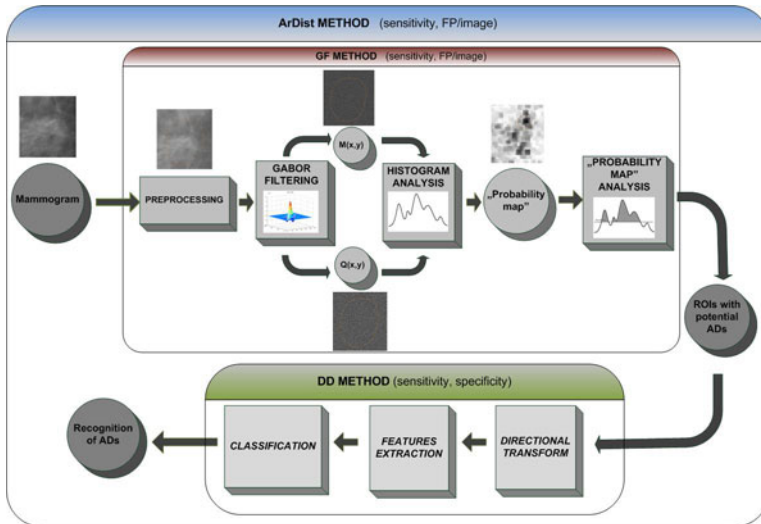 ArDist METHOD (sensitivity, FP/image)
GF METHOD (sensitivity, FP/image)
Mammogram
PREPROCESSING
GABOR
FILTERING
M(x,y)
Q(x,y)
HISTOGRAM
ANALYSIS
„Probability
map”
„PROBABILITY
MAP” 
ANALYSIS
ROIs with
potential
ADs
DD METHOD (sensitivity, specificity)
DIRECTIONAL
TRANSFORM
FEATURES
EXTRACTION
CLASSIFICATION
Recognition
of ADs